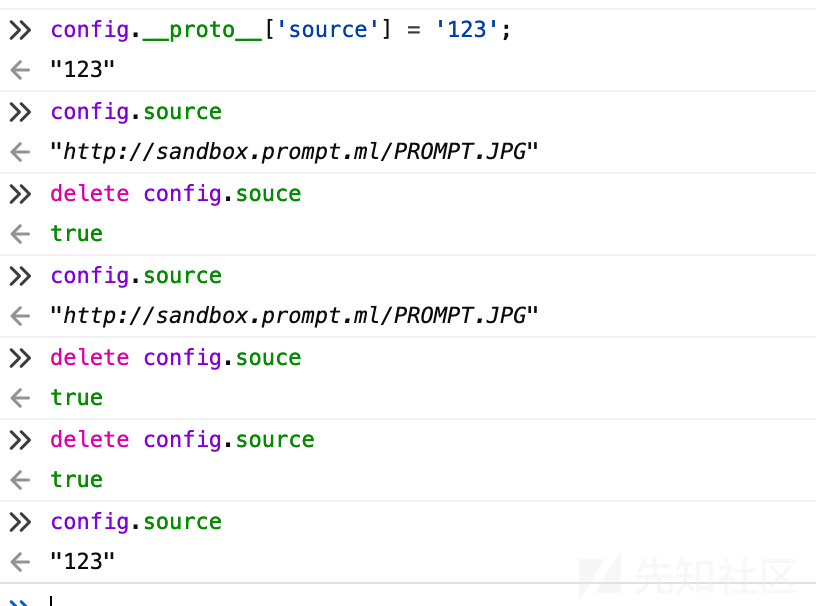 >> config.__proto__['source'] = '123';
← "123"
>> config.source
← "http://sandbox.prompt.ml/PROMPT.JPG"
>> delete config.souce
← true
>> config.source
← "http://sandbox.prompt.ml/PROMPT.JPG"
>> delete config.souce
← true
>> delete config.source
← true
>> config.source
← "123"
先知社区
>>